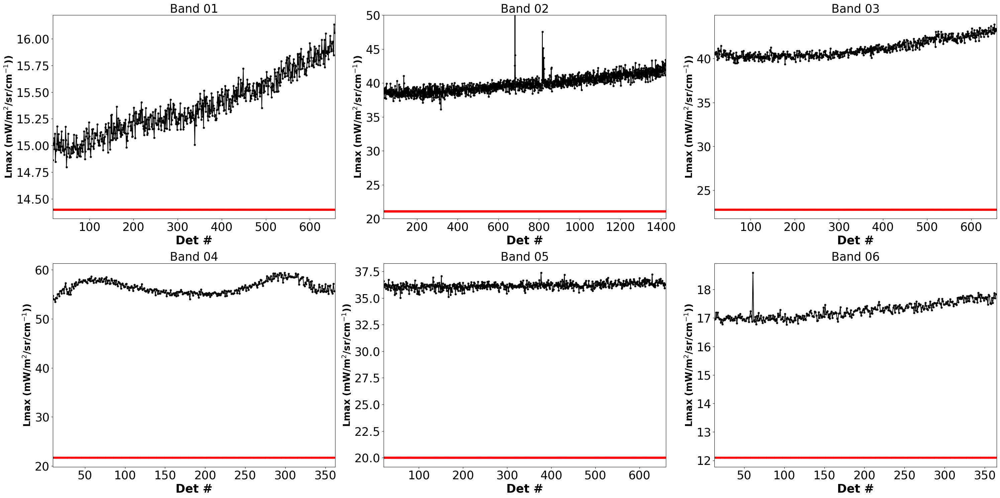 Band 01
Lmax (mW/m²/sr/cm⁻¹))
16.00
15.75
15.50
15.25
15.00
14.75
14.50
100 200 300 400 500 600
Det #
Band 02
Lmax (mW/m²/sr/cm⁻¹))
50
45
40
35
30
25
20
200 400 600 800 1000 1200 1400
Det #
Band 03
Lmax (mW/m²/sr/cm⁻¹))
40
35
30
25
100 200 300 400 500 600
Det #
Band 04
Lmax (mW/m²/sr/cm⁻¹))
60
50
40
30
20
50 100 150 200 250 300 350
Det #
Band 05
Lmax (mW/m²/sr/cm⁻¹))
37.5
35.0
32.5
30.0
27.5
25.0
22.5
20.0
100 200 300 400 500 600
Det #
Band 06
Lmax (mW/m²/sr/cm⁻¹))
18
17
16
15
14
13
12
50 100 150 200 250 300 350
Det #